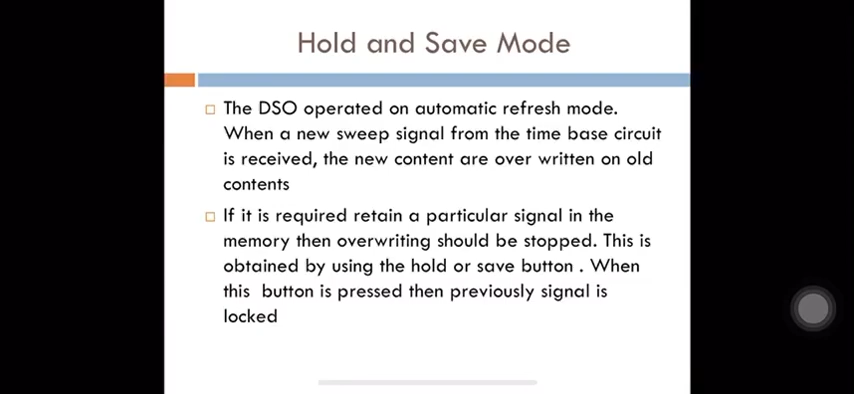 Hold and Save Mode
The DSO operated on automatic refresh mode.
When a new sweep signal from the time base circuit
is received, the new content are over written on old
contents
If it is required retain a particular signal in the
memory then overwriting should be stopped. This is
obtained by using the hold or save button . When
this  button is pressed then previously signal is
locked